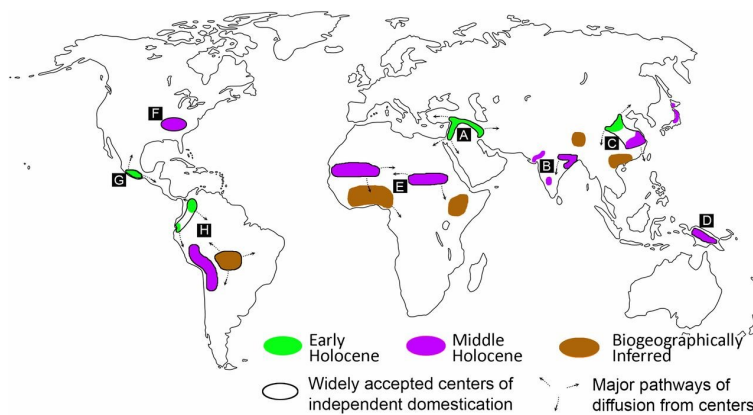 F
A
C
B
G
E
D
H
Early
Holocene
Middle
Holocene
Biogeographically
Inferred
Widely accepted centers of
independent domestication
Major pathways of
diffusion from centers